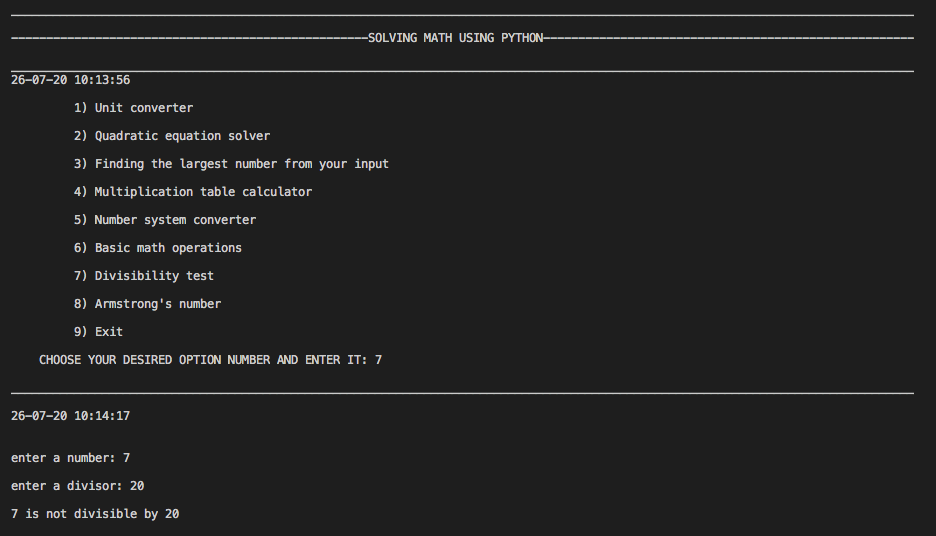 SOLVING MATH USING PYTHON
26-07-20 10:13:56
1) Unit converter
2) Quadratic equation solver
3) Finding the largest number from your input
4) Multiplication table calculator
5) Number system converter
6) Basic math operations
7) Divisibility test
8) Armstrong's number
9) Exit
CHOOSE YOUR DESIRED OPTION NUMBER AND ENTER IT: 7
26-07-20 10:14:17
enter a number: 7
enter a divisor: 20
7 is not divisible by 20